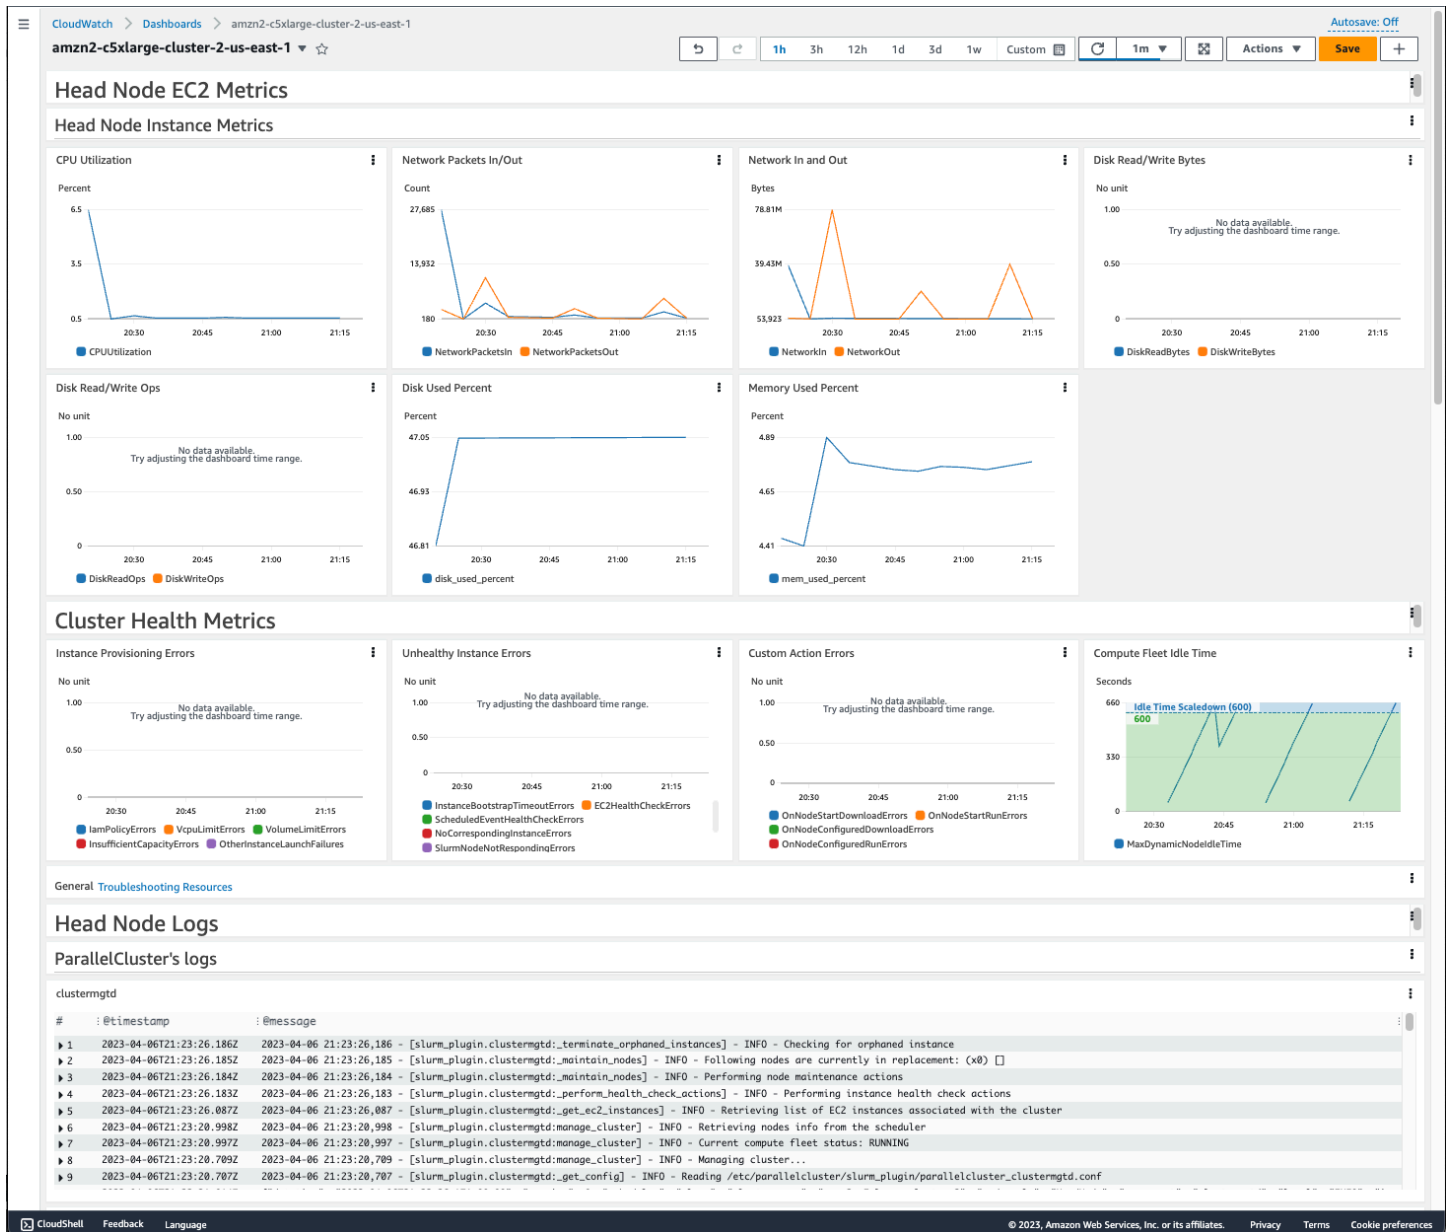 CloudWatch Dashboards amzn2-c5xlarge-cluster-2-us-east-1
Autosave: Off
amzn2-c5xlarge-cluster-2-us-east-1
1h 3h 12h 1d 3d 1w Custom 1m Actions Save
Head Node EC2 Metrics
Head Node Instance Metrics
CPU Utilization
Percent
6.5
3.5
0.5
20:30 20:45 21:00 21:15
CPUUtilization
Network Packets In/Out
Count
27,685
13,932
180
20:30 20:45 21:00 21:15
NetworkPacketsIn NetworkPacketsOut
Network In and Out
Bytes
78.81M
39.43M
53,923
20:30 20:45 21:00 21:15
NetworkIn NetworkOut
Disk Read/Write Bytes
No unit
1.00
No data available.
Try adjusting the dashboard time range.
0.50
0
20:30 20:45 21:00 21:15
DiskReadBytes DiskWriteBytes
Disk Read/Write Ops
No unit
1.00
No data available.
Try adjusting the dashboard time range.
0.50
0
20:30 20:45 21:00 21:15
DiskReadOps DiskWriteOps
Disk Used Percent
Percent
47.05
46.93
46.81
20:30 20:45 21:00 21:15
disk_used_percent
Memory Used Percent
Percent
4.89
4.65
4.41
20:30 20:45 21:00 21:15
mem_used_percent
Cluster Health Metrics
Instance Provisioning Errors
No unit
1.00
No data available.
Try adjusting the dashboard time range.
0.50
0
20:30 20:45 21:00 21:15
IamPolicyErrors VcpuLimitErrors VolumeLimitErrors
InsufficientCapacityErrors OtherInstanceLaunchFailures
Unhealthy Instance Errors
No unit
1.00
No data available.
Try adjusting the dashboard time range.
0.50
0
20:30 20:45 21:00 21:15
InstanceBootstrapTimeoutErrors EC2HealthCheckErrors
ScheduledEventHealthCheckErrors
NoCorrespondingInstanceErrors
SlurmNodeNotRespondingErrors
Custom Action Errors
No unit
1.00
No data available.
Try adjusting the dashboard time range.
0.50
0
20:30 20:45 21:00 21:15
OnNodeStartDownloadErrors OnNodeStartRunErrors
OnNodeConfiguredDownloadErrors
OnNodeConfiguredRunErrors
Compute Fleet Idle Time
Seconds
660
Idle Time Scaledown (600)
600
330
0
20:30 20:45 21:00 21:15
MaxDynamicNodeIdleTime
General Troubleshooting Resources
Head Node Logs
ParallelCluster's logs
clustermgtd
# @timestamp @message
1 2023-04-06T21:23:26.186Z 2023-04-06 21:23:26,186 - [slurm_plugin.clustermgtd:_terminate_orphaned_instances] - INFO - Checking for orphaned instance
2 2023-04-06T21:23:26.185Z 2023-04-06 21:23:26,185 - [slurm_plugin.clustermgtd:_maintain_nodes] - INFO - Following nodes are currently in replacement: (x0) []
3 2023-04-06T21:23:26.184Z 2023-04-06 21:23:26,184 - [slurm_plugin.clustermgtd:_maintain_nodes] - INFO - Performing node maintenance actions
4 2023-04-06T21:23:26.183Z 2023-04-06 21:23:26,183 - [slurm_plugin.clustermgtd:_perform_health_check_actions] - INFO - Performing instance health check actions
5 2023-04-06T21:23:26.087Z 2023-04-06 21:23:26,087 - [slurm_plugin.clustermgtd:_get_ec2_instances] - INFO - Retrieving list of EC2 instances associated with the cluster
6 2023-04-06T21:23:20.998Z 2023-04-06 21:23:20,998 - [slurm_plugin.clustermgtd:manage_cluster] - INFO - Retrieving nodes info from the scheduler
7 2023-04-06T21:23:20.997Z 2023-04-06 21:23:20,997 - [slurm_plugin.clustermgtd:manage_cluster] - INFO - Current compute fleet status: RUNNING
8 2023-04-06T21:23:20.709Z 2023-04-06 21:23:20,709 - [slurm_plugin.clustermgtd:manage_cluster] - INFO - Managing cluster...
9 2023-04-06T21:23:20.707Z 2023-04-06 21:23:20,707 - [slurm_plugin.clustermgtd:_get_config] - INFO - Reading /etc/parallelcluster/slurm_plugin/parallelcluster_clustermgtd.conf
CloudShell Feedback Language © 2023, Amazon Web Services, Inc. or its affiliates. Privacy Terms Cookie preferences